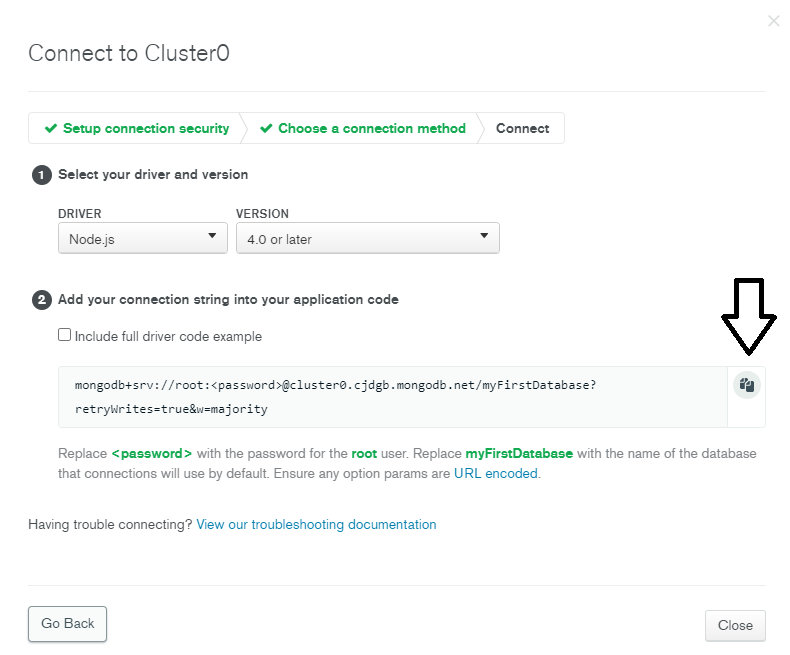 Connect to Cluster0
Setup connection security
Choose a connection method
Connect
1 Select your driver and version
DRIVER
VERSION
Node.js
4.0 or later
2 Add your connection string into your application code
Include full driver code example
mongodb+srv://root:<password>@cluster0.cjdgb.mongodb.net/myFirstDatabase?
retryWrites=true&w=majority
Replace <password> with the password for the root user. Replace myFirstDatabase with the name of the database
that connections will use by default. Ensure any option params are URL encoded.
Having trouble connecting? View our troubleshooting documentation
Go Back
Close